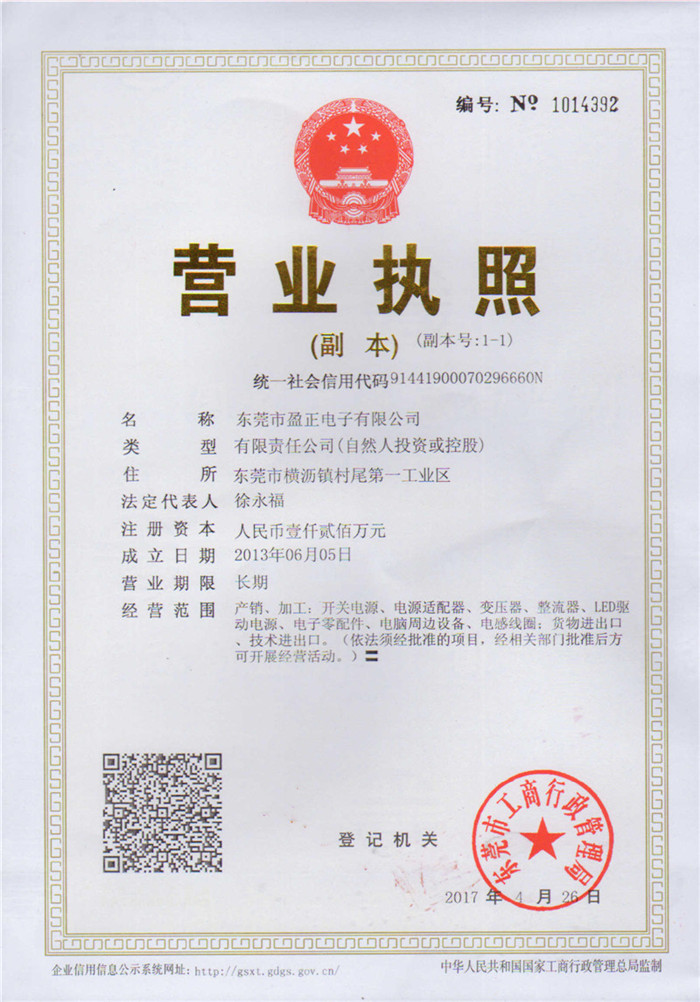 编号: № 1014392
营业执照
(副 本) (副本号:1-1)
统一社会信用代码91441900070296660N
名 称 东莞市盈正电子有限公司
类 型 有限责任公司(自然人投资或控股)
住 所 东莞市横沥镇村尾第一工业区
法定代表人 徐永福
注册资本 人民币壹仟贰佰万元
成立日期 2013年06月05日
营业期限 长期
经营范围 产销、加工：开关电源、电源适配器、变压器、整流器、LED驱
动电源、电子零配件、电脑周边设备、电感线圈；货物进出口
、技术进出口。（依法须经批准的项目，经相关部门批准后方
可开展经营活动。）〓
登记机关
东莞市工商行政管理局
2017 年 4 月 26 日
企业信用信息公示系统网址: http://gsxt.gdgs.gov.cn/
中华人民共和国国家工商行政管理总局监制